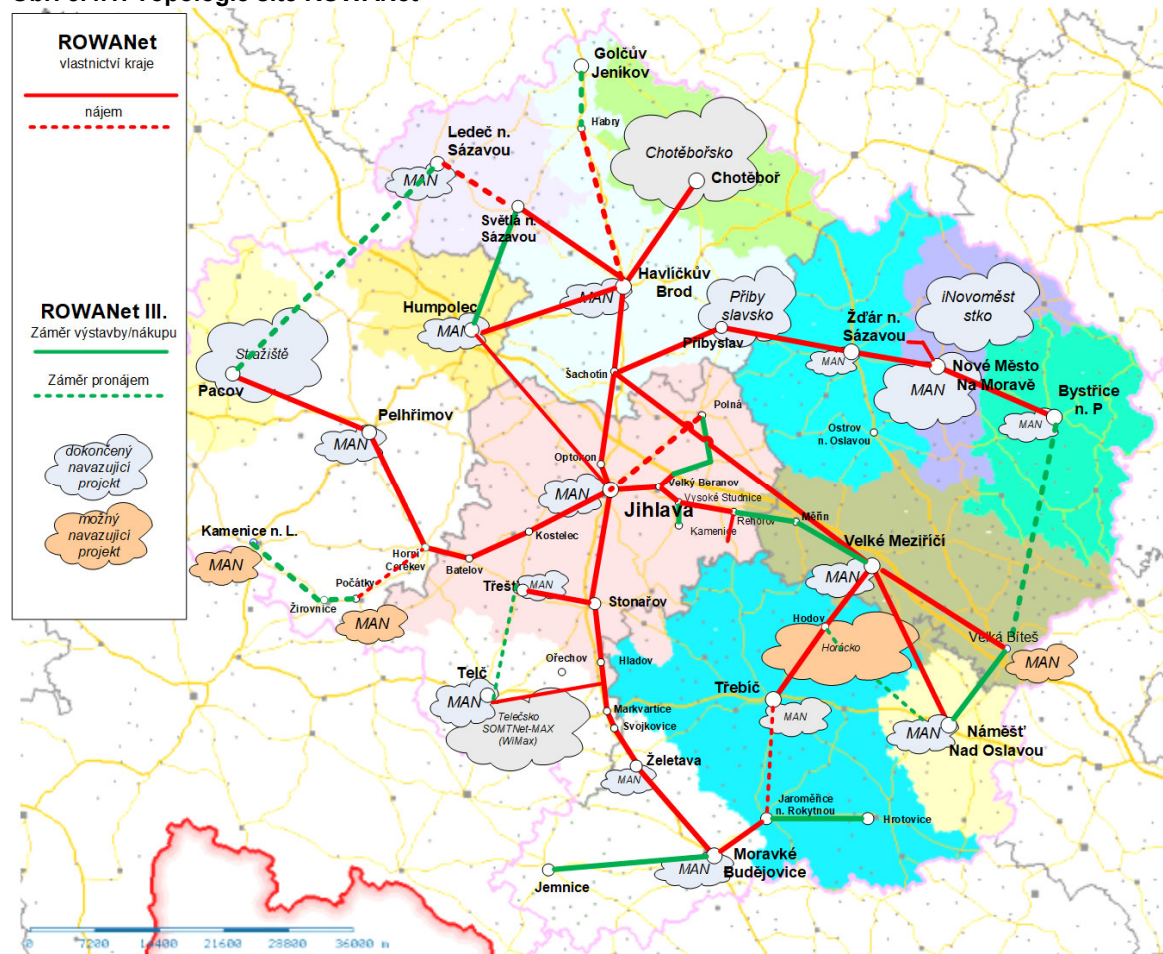 ROWANet
vlastnictví kraje
nájem
ROWANet III.
Záměr výstavby/nákupu
Záměr pronájem
dokončený
navazující
projekt
možný
navazující
projekt
Golčův
Jeníkov
Habry
Ledeč n.
Sázavou
MAN
Chotěbořsko
Chotěboř
Světlá n.
Sázavou
Havlíčkův
Brod
MAN
Humpolec
MAN
Přiby
slavsko
Přibyslav
Žďár n.
Sázavou
MAN
iNovoměst
stko
Nové Město
Na Moravě
MAN
Bystřice
n. P
MAN
Stražiště
Pacov
Šachotín
Pelhřimov
MAN
Polná
Ostrov
n. Oslavou
Optokon
MAN
Jihlava
Velký Beranov
Vysoké Studnice
Kamenice
Řehořov
Měřín
Velké Meziříčí
MAN
Kamenice n. L.
MAN
Kostelec
Horní
Cerekev
Batelov
Počátky
Žirovnice
MAN
Třešť
MAN
Stonařov
Hodov
Horácko
Velká Bíteš
MAN
Ořechov
Hladov
Telč
MAN
Telečsko
SOMTNet-MAX
(WiMax)
Markvartice
Svojkovice
Třebíč
MAN
MAN
Náměšť
Nad Oslavou
Želetava
MAN
Jaroměřice
n. Rokytnou
Hrotovice
Moravké
Budějovice
MAN
Jemnice
0 7200 14400 21600 28800 36000 m